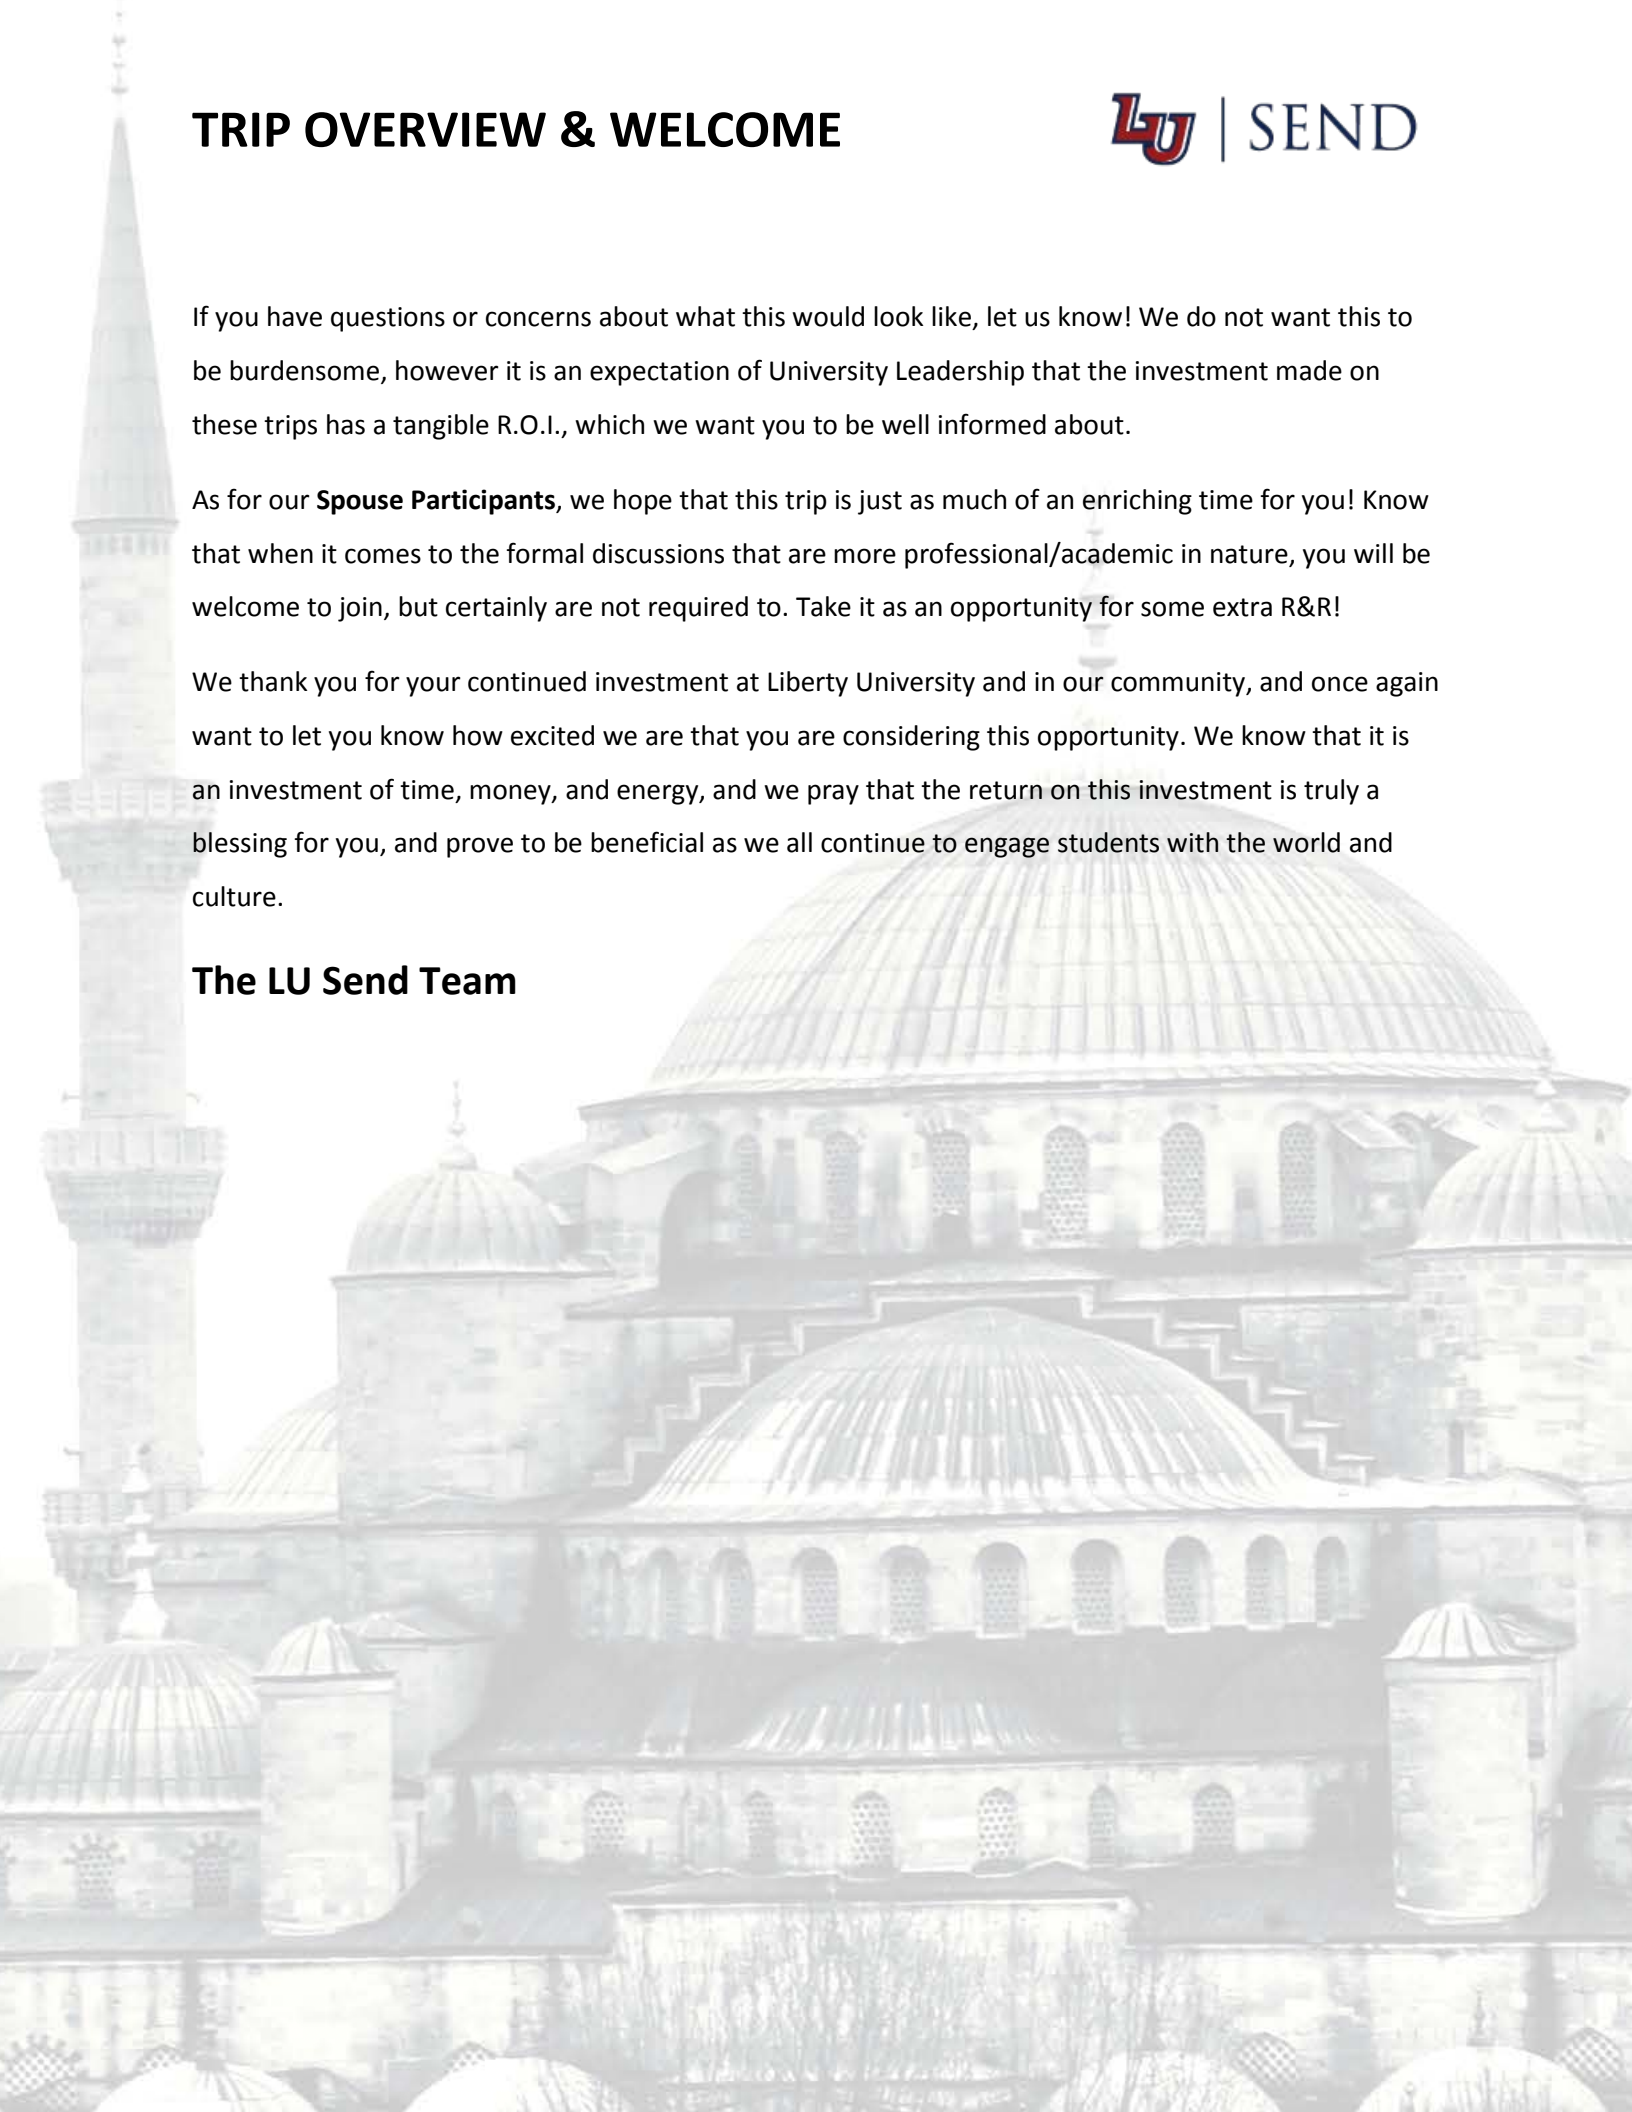 TRIP OVERVIEW & WELCOME
LU | SEND
If you have questions or concerns about what this would look like, let us know! We do not want this to
be burdensome, however it is an expectation of University Leadership that the investment made on
these trips has a tangible R.O.I., which we want you to be well informed about.
As for our Spouse Participants, we hope that this trip is just as much of an enriching time for you! Know
that when it comes to the formal discussions that are more professional/academic in nature, you will be
welcome to join, but certainly are not required to. Take it as an opportunity for some extra R&R!
We thank you for your continued investment at Liberty University and in our community, and once again
want to let you know how excited we are that you are considering this opportunity. We know that it is
an investment of time, money, and energy, and we pray that the return on this investment is truly a
blessing for you, and prove to be beneficial as we all continue to engage students with the world and
culture.
The LU Send Team